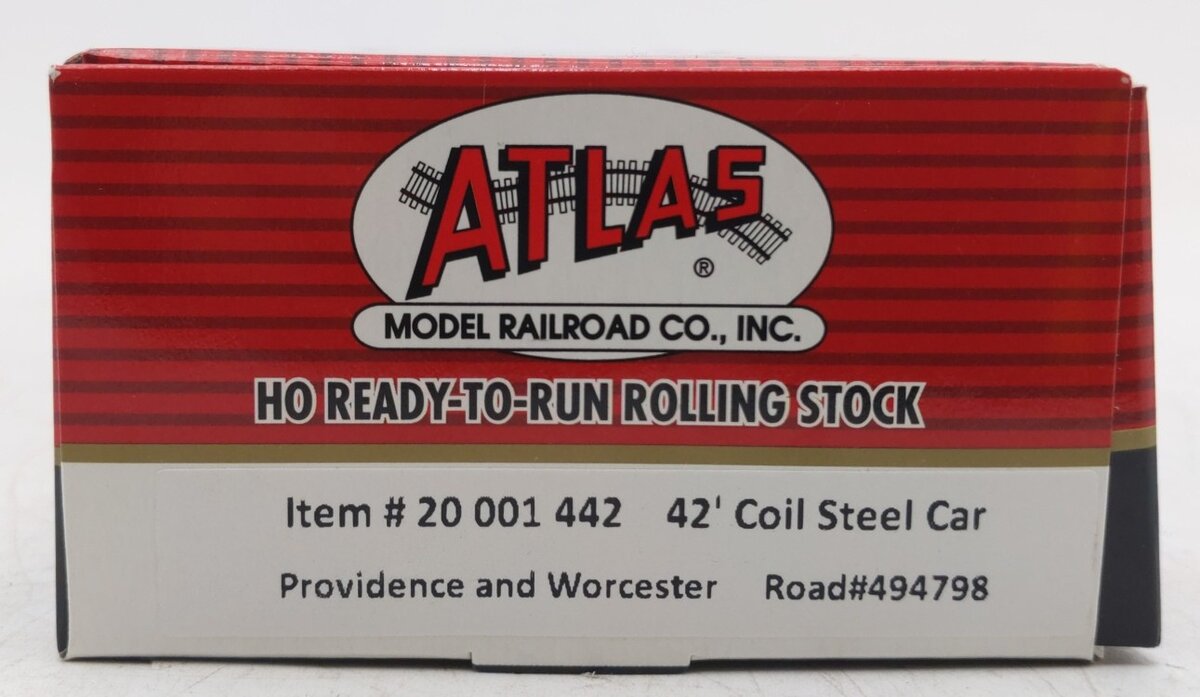 ATLAS
®
MODEL RAILROAD CO., INC.
HO READY-TO-RUN ROLLING STOCK
Item # 20 001 442 42' Coil Steel Car
Providence and Worcester Road#494798